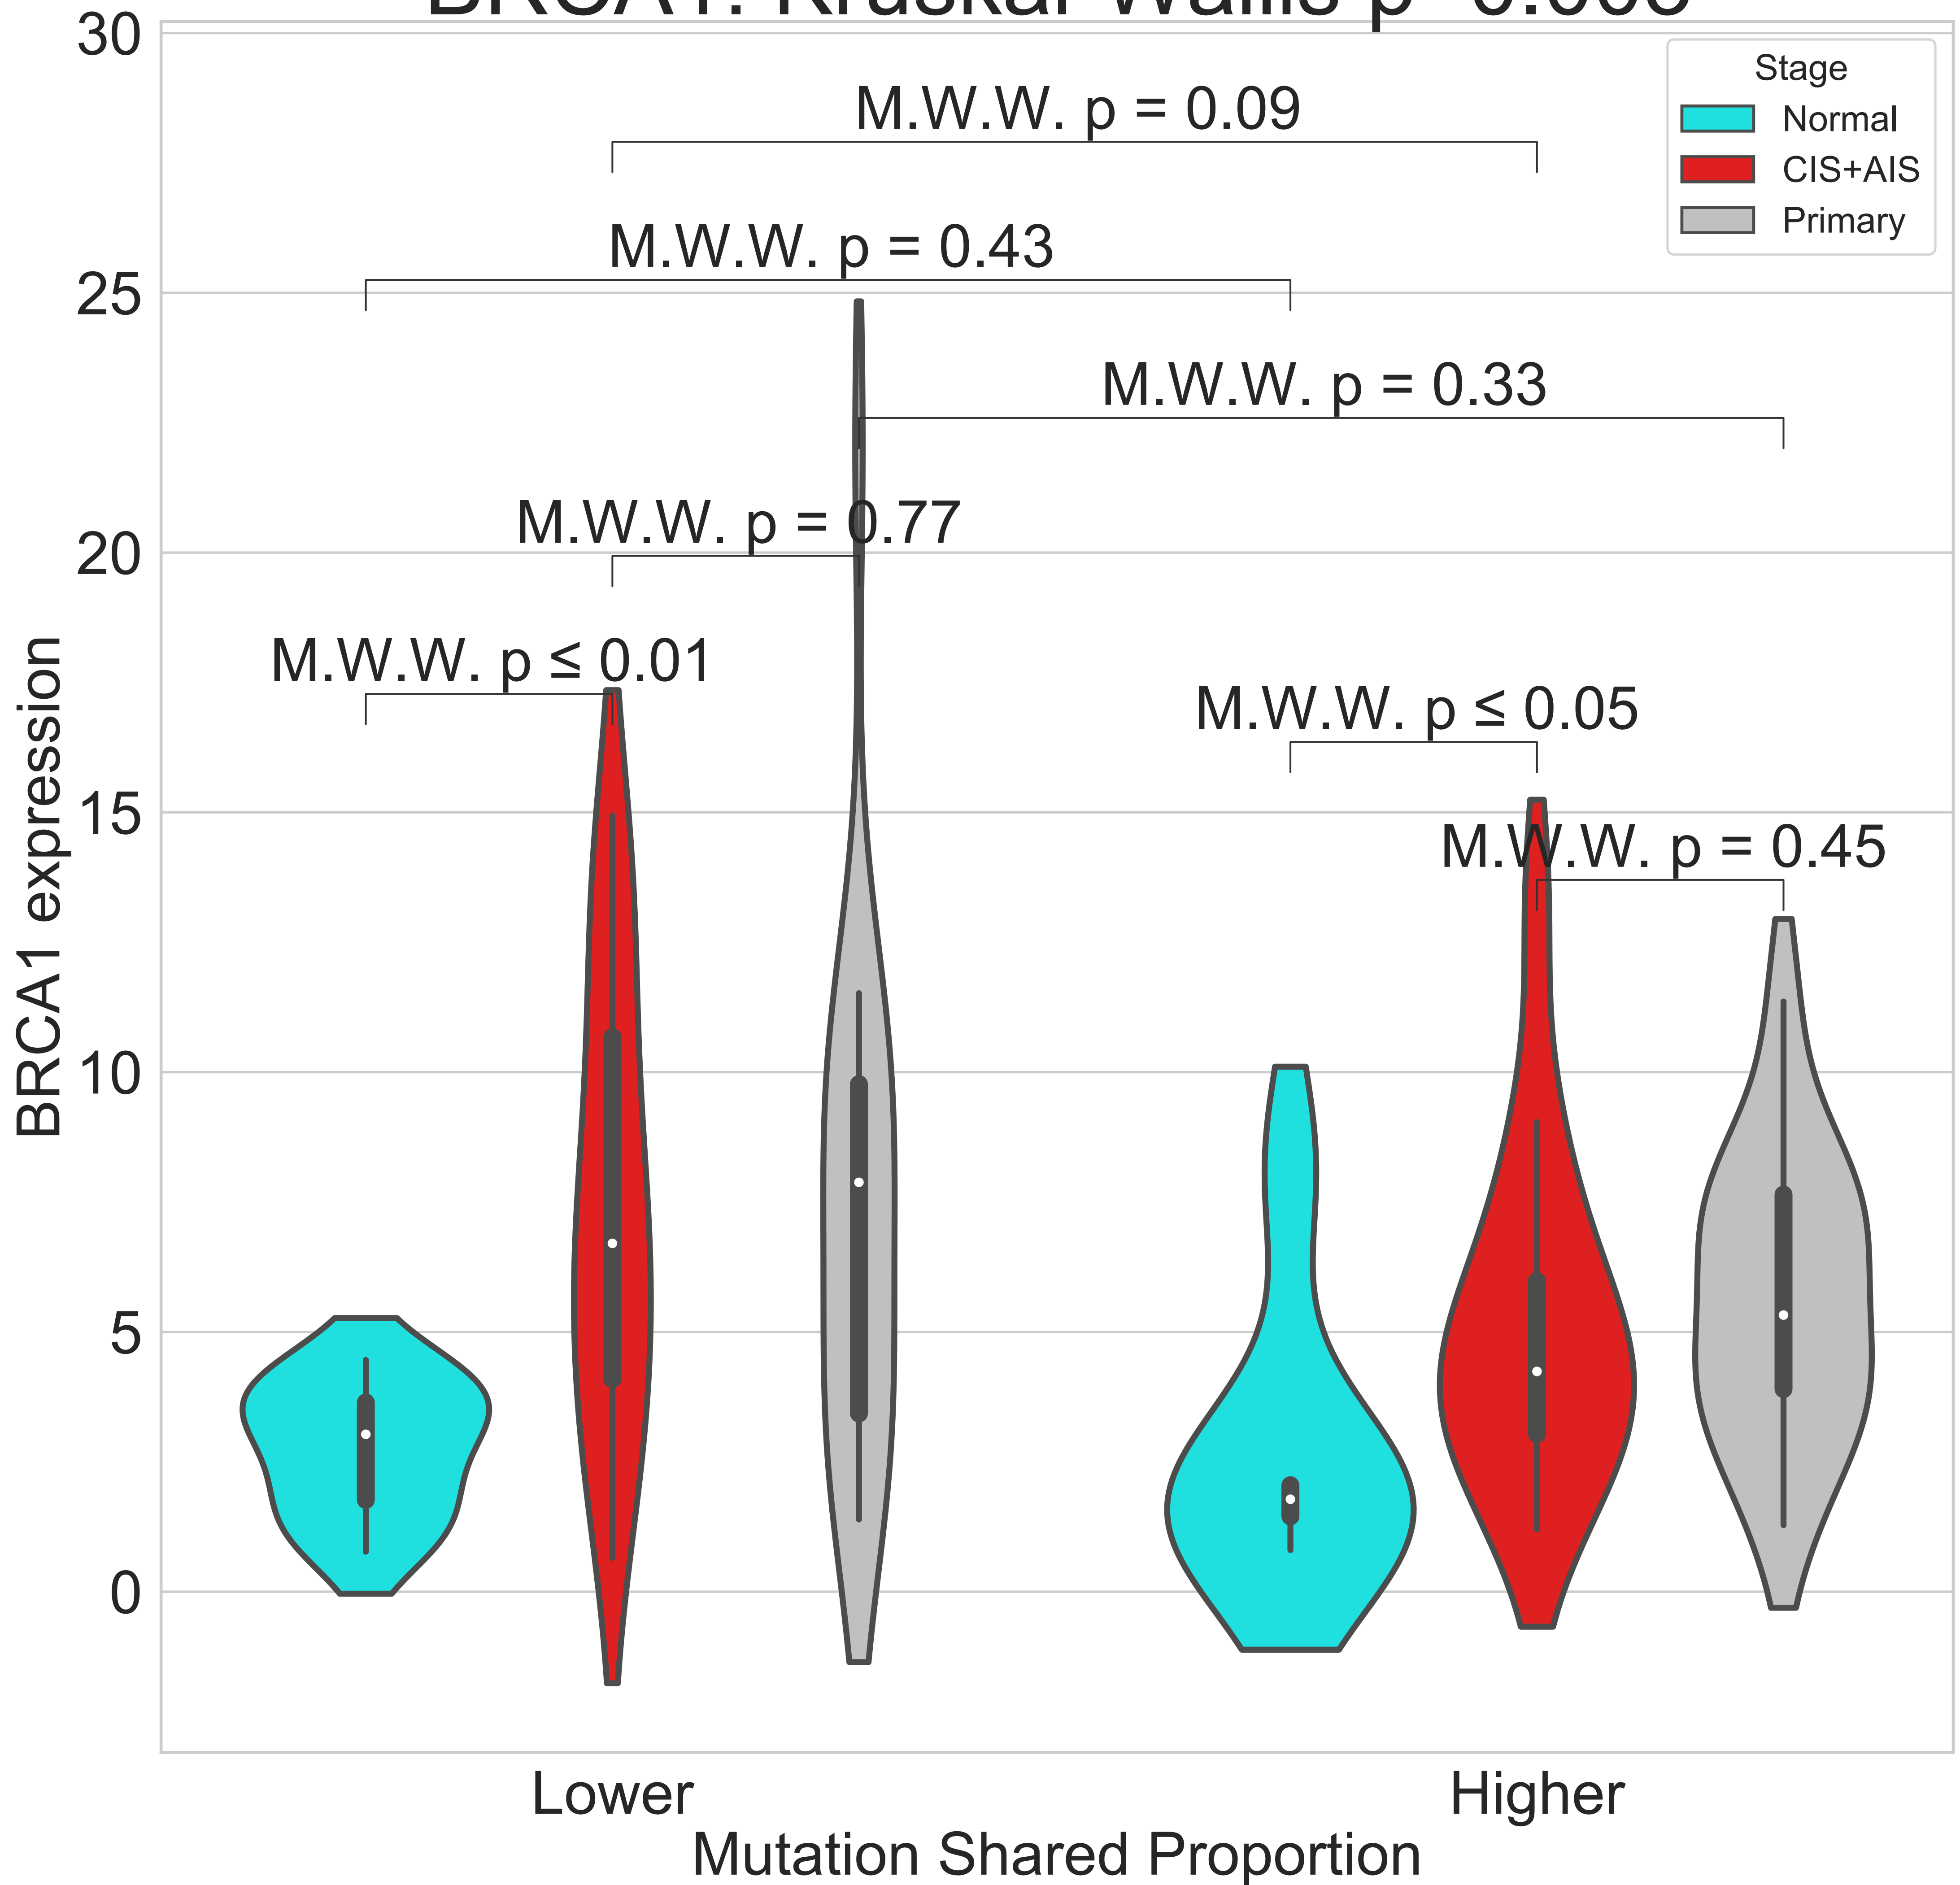 30
25
20
15
10
5
0
BRCA1 expression
M.W.W. p = 0.09
M.W.W. p = 0.43
M.W.W. p = 0.33
M.W.W. p = 0.77
M.W.W. p ≤ 0.01
M.W.W. p ≤ 0.05
M.W.W. p = 0.45
Stage
Normal
CIS+AIS
Primary
Lower
Higher
Mutation Shared Proportion